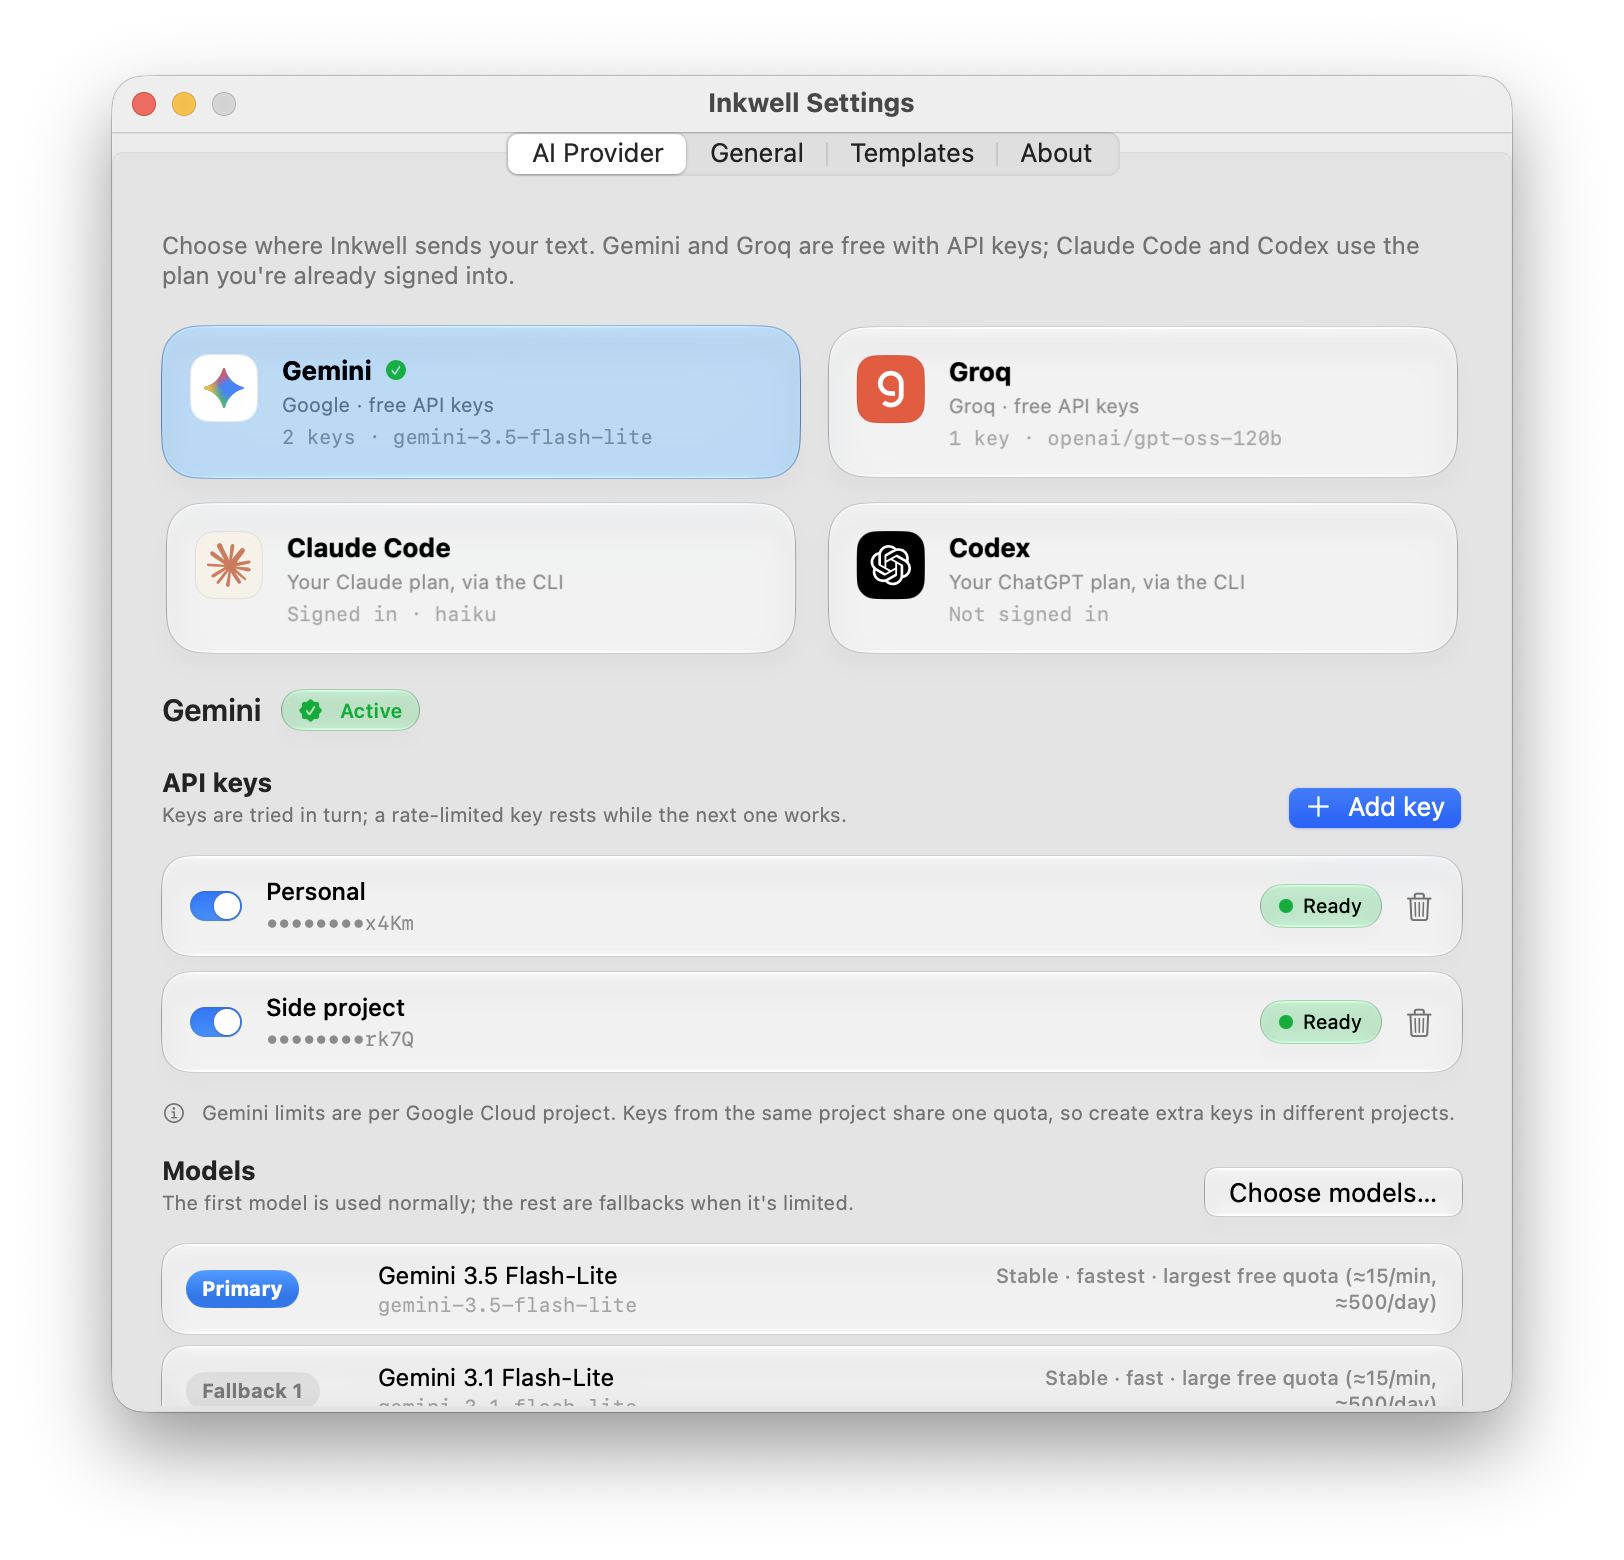 Inkwell Settings
AI Provider
General
Templates
About
Choose where Inkwell sends your text. Gemini and Groq are free with API keys; Claude Code and Codex use the
plan you're already signed into.
Gemini
Google · free API keys
2 keys · gemini-3.5-flash-lite
Groq
Groq · free API keys
1 key · openai/gpt-oss-120b
Claude Code
Your Claude plan, via the CLI
Signed in · haiku
Codex
Your ChatGPT plan, via the CLI
Not signed in
Gemini
Active
API keys
Keys are tried in turn; a rate-limited key rests while the next one works.
+ Add key
Personal
••••••••x4Km
Ready
Side project
••••••••rk7Q
Ready
Gemini limits are per Google Cloud project. Keys from the same project share one quota, so create extra keys in different projects.
Models
The first model is used normally; the rest are fallbacks when it's limited.
Choose models...
Primary
Gemini 3.5 Flash-Lite
gemini-3.5-flash-lite
Stable · fastest · largest free quota (≈15/min,
≈500/day)
Fallback 1
Gemini 3.1 Flash-Lite
gemini-3.1-flash-lite
Stable · fast · large free quota (≈15/min,
≈500/day)